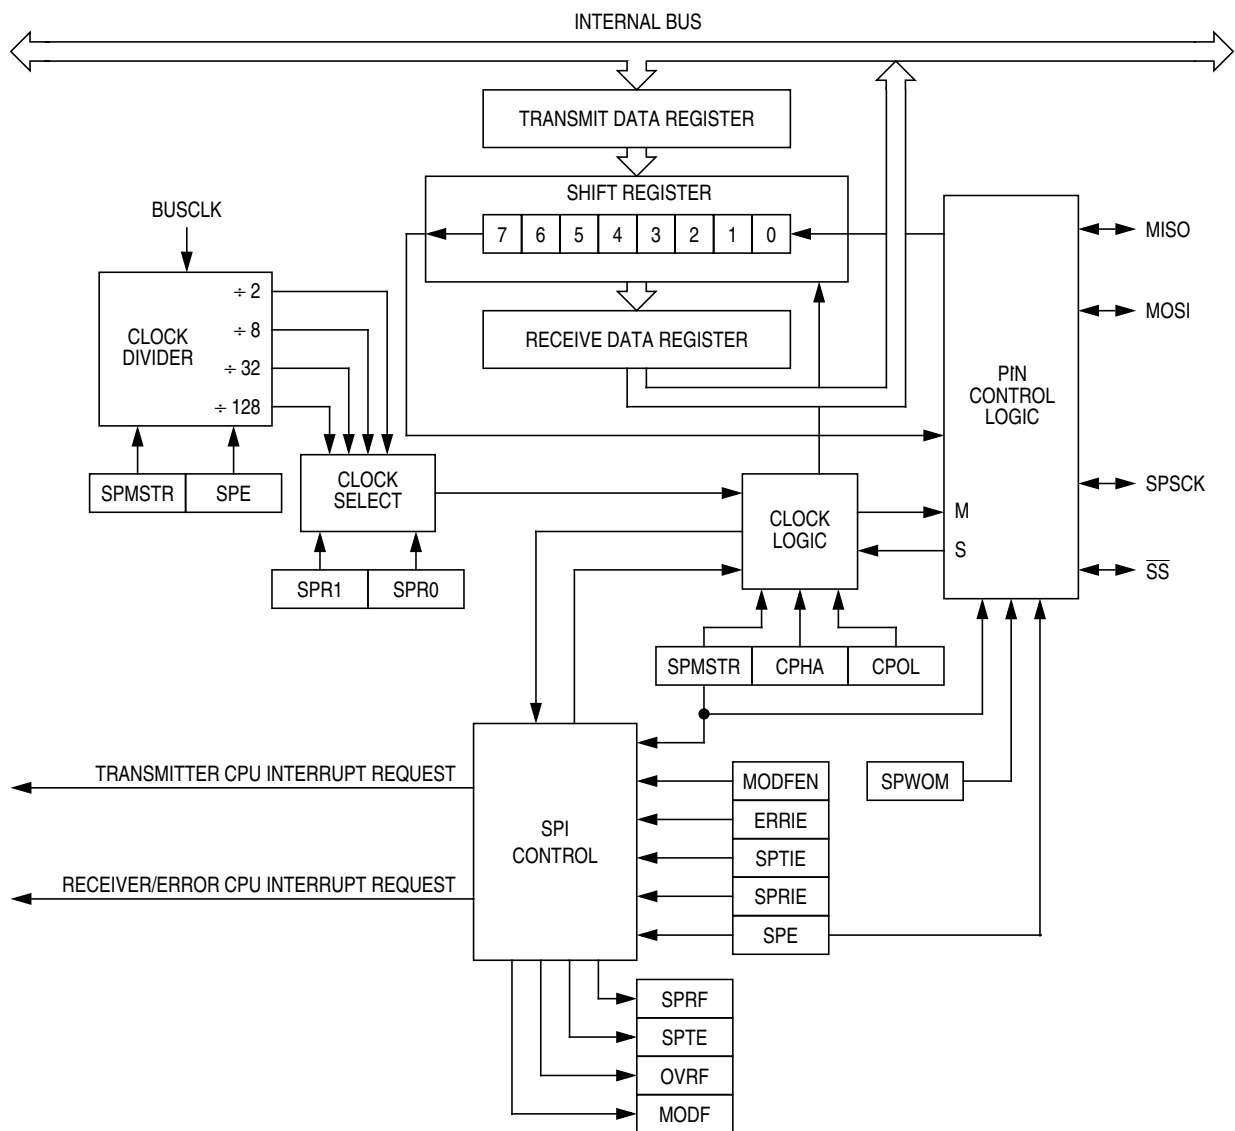 INTERNAL BUS
TRANSMIT DATA REGISTER
SHIFT REGISTER
7 6 5 4 3 2 1 0
RECEIVE DATA REGISTER
BUSCLK
CLOCK
DIVIDER
÷ 2
÷ 8
÷ 32
÷ 128
SPMSTR
SPE
CLOCK
SELECT
SPR1
SPR0
PIN
CONTROL
LOGIC
M
S
MISO
MOSI
SPSCK
S̅S̅
CLOCK
LOGIC
SPMSTR
CPHA
CPOL
TRANSMITTER CPU INTERRUPT REQUEST
RECEIVER/ERROR CPU INTERRUPT REQUEST
SPI
CONTROL
MODFEN
ERRIE
SPTIE
SPRIE
SPE
SPWOM
SPRF
SPTE
OVRF
MODF